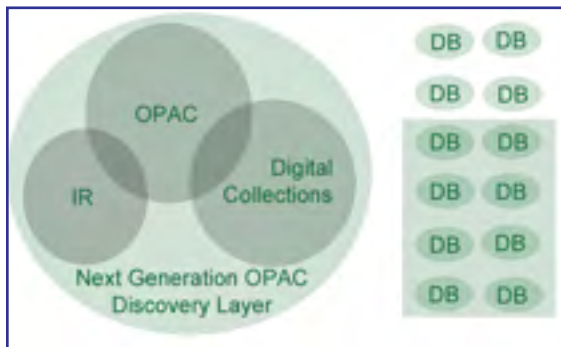 OPAC
IR
Digital
Collections
Next Generation OPAC
Discovery Layer
DB DB
DB DB
DB DB
DB DB
DB DB
DB DB